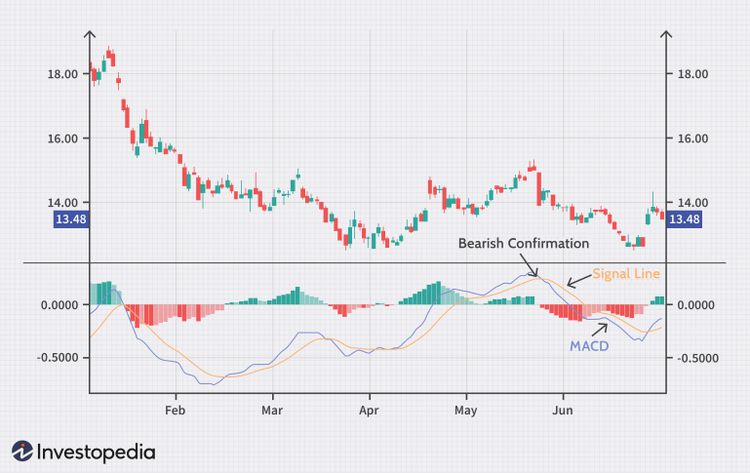 18.00 18.00
16.00 16.00
14.00 14.00
13.48 13.48
Bearish Confirmation
Signal Line
0.0000 0.0000
MACD
-0.5000 -0.5000
Feb Mar Apr May Jun
Investopedia